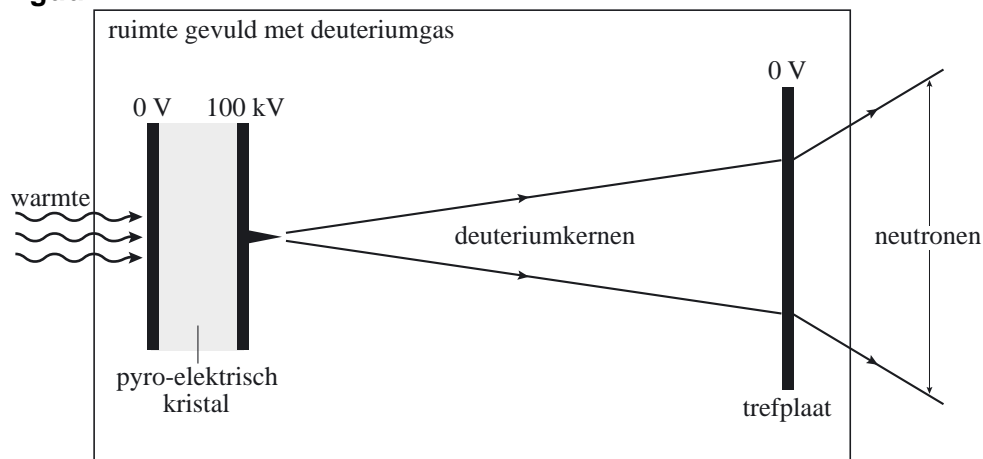 ruimte gevuld met deuteriumgas
0 V
0 V
100 kV
warmte
deuteriumkernen
neutronen
pyro-elektrisch
kristal
trefplaat